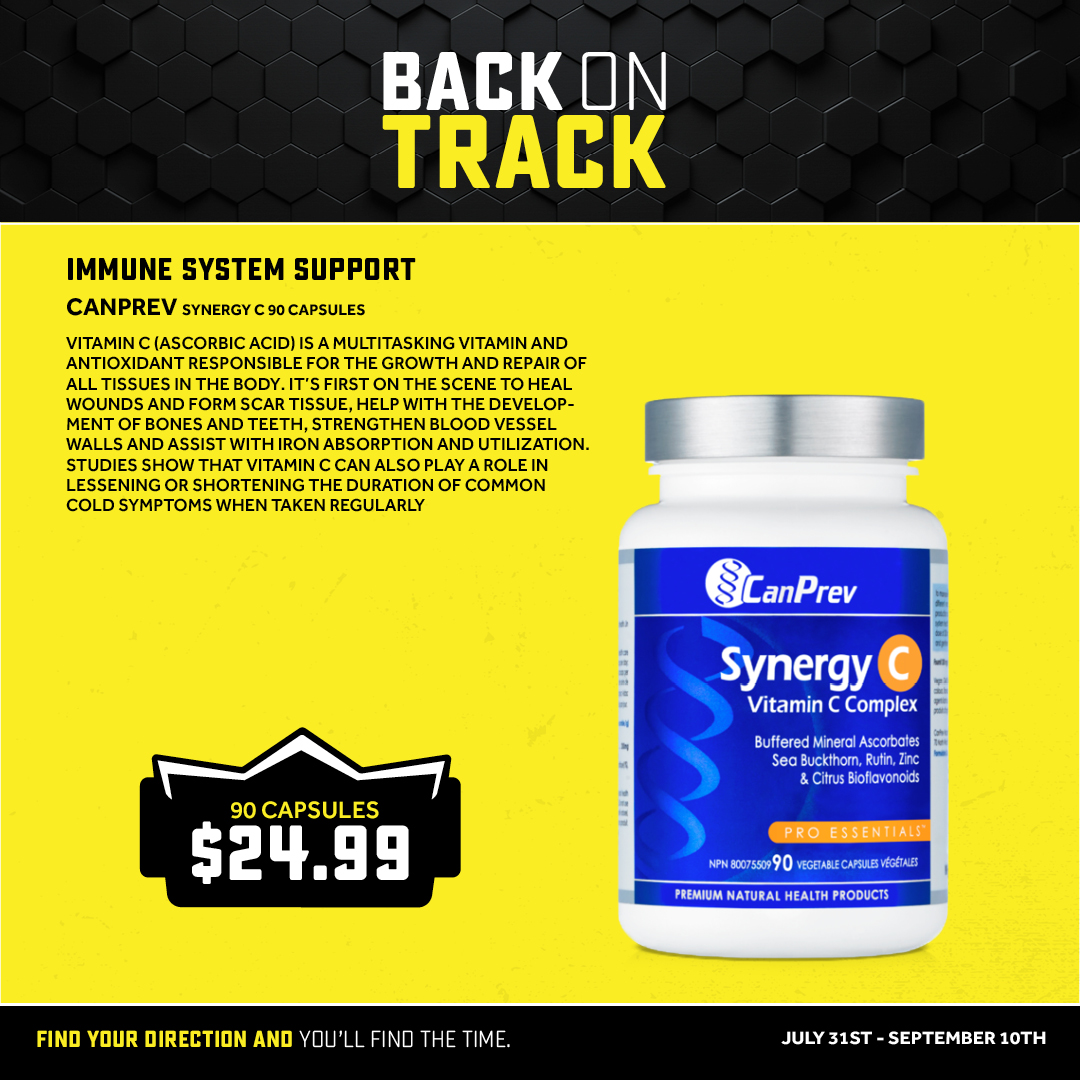 BACK ON
TRACK
IMMUNE SYSTEM SUPPORT
CANPREV SYNERGY C 90 CAPSULES
VITAMIN C (ASCORBIC ACID) IS A MULTITASKING VITAMIN AND
ANTIOXIDANT RESPONSIBLE FOR THE GROWTH AND REPAIR OF
ALL TISSUES IN THE BODY. IT'S FIRST ON THE SCENE TO HEAL
WOUNDS AND FORM SCAR TISSUE, HELP WITH THE DEVELOP-
MENT OF BONES AND TEETH, STRENGTHEN BLOOD VESSEL
WALLS AND ASSIST WITH IRON ABSORPTION AND UTILIZATION.
STUDIES SHOW THAT VITAMIN C CAN ALSO PLAY A ROLE IN
LESSENING OR SHORTENING THE DURATION OF COMMON
COLD SYMPTOMS WHEN TAKEN REGULARLY
CanPrev
Synergy C
Vitamin C Complex
Buffered Mineral Ascorbates
Sea Buckthorn, Rutin, Zinc
& Citrus Bioflavonoids
PRO ESSENTIALS™
NPN 80075509 90 VEGETABLE CAPSULES VÉGÉTALES
PREMIUM NATURAL HEALTH PRODUCTS
90 CAPSULES
$24.99
FIND YOUR DIRECTION AND YOU'LL FIND THE TIME.
JULY 31ST - SEPTEMBER 10TH